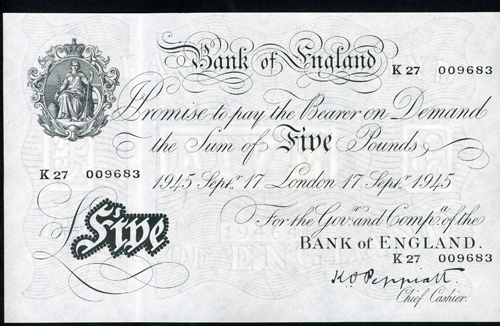 Bank of England
K 27 009683
I Promise to pay the Bearer on Demand
the Sum of Five Pounds
K 27 009683
1945 Septr. 17 London 17 Septr. 1945
For the Govr. and Compa. of the
BANK of ENGLAND.
£Five
K 27 009683
K O Peppiatt.
Chief Cashier.